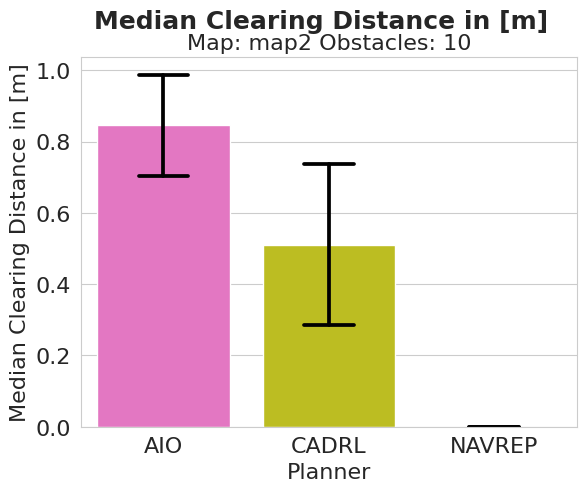 Median Clearing Distance in [m]
Map: map2 Obstacles: 10
Median Clearing Distance in [m]
1.0
0.8
0.6
0.4
0.2
0.0
AIO CADRL NAVREP
Planner